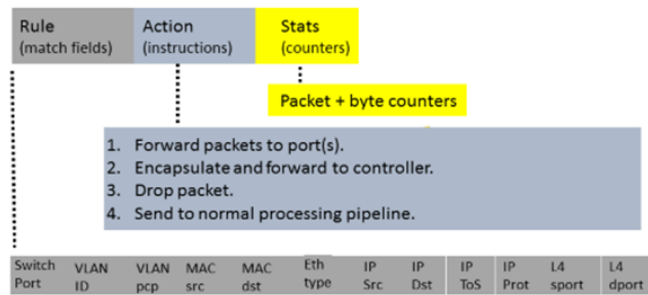 Rule Action Stats
(match fields) (instructions) (counters)
Packet + byte counters
1. Forward packets to port(s).
2. Encapsulate and forward to controller.
3. Drop packet.
4. Send to normal processing pipeline.
Switch VLAN VLAN MAC MAC Eth IP IP IP IP L4 L4
Port ID pcp src dst type Src Dst ToS Prot sport dport